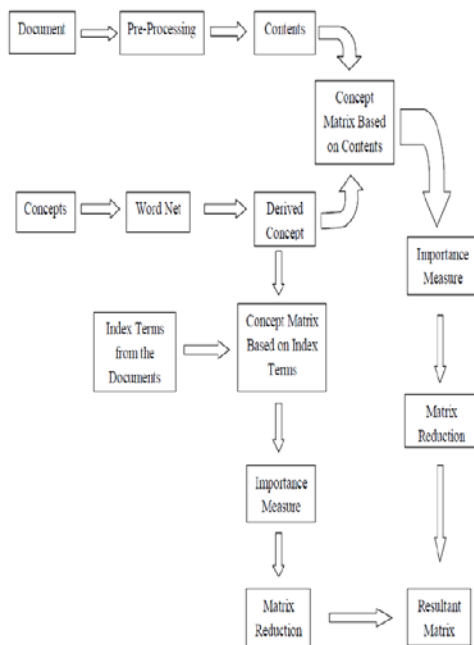 Document
Pre-Processing
Contents
Concept
Matrix Based
on Contents
Concepts
Word Net
Derived
Concept
Importance
Measure
Index Terms
from the
Documents
Concept Matrix
Based on Index
Terms
Matrix
Reduction
Importance
Measure
Matrix
Reduction
Resultant
Matrix